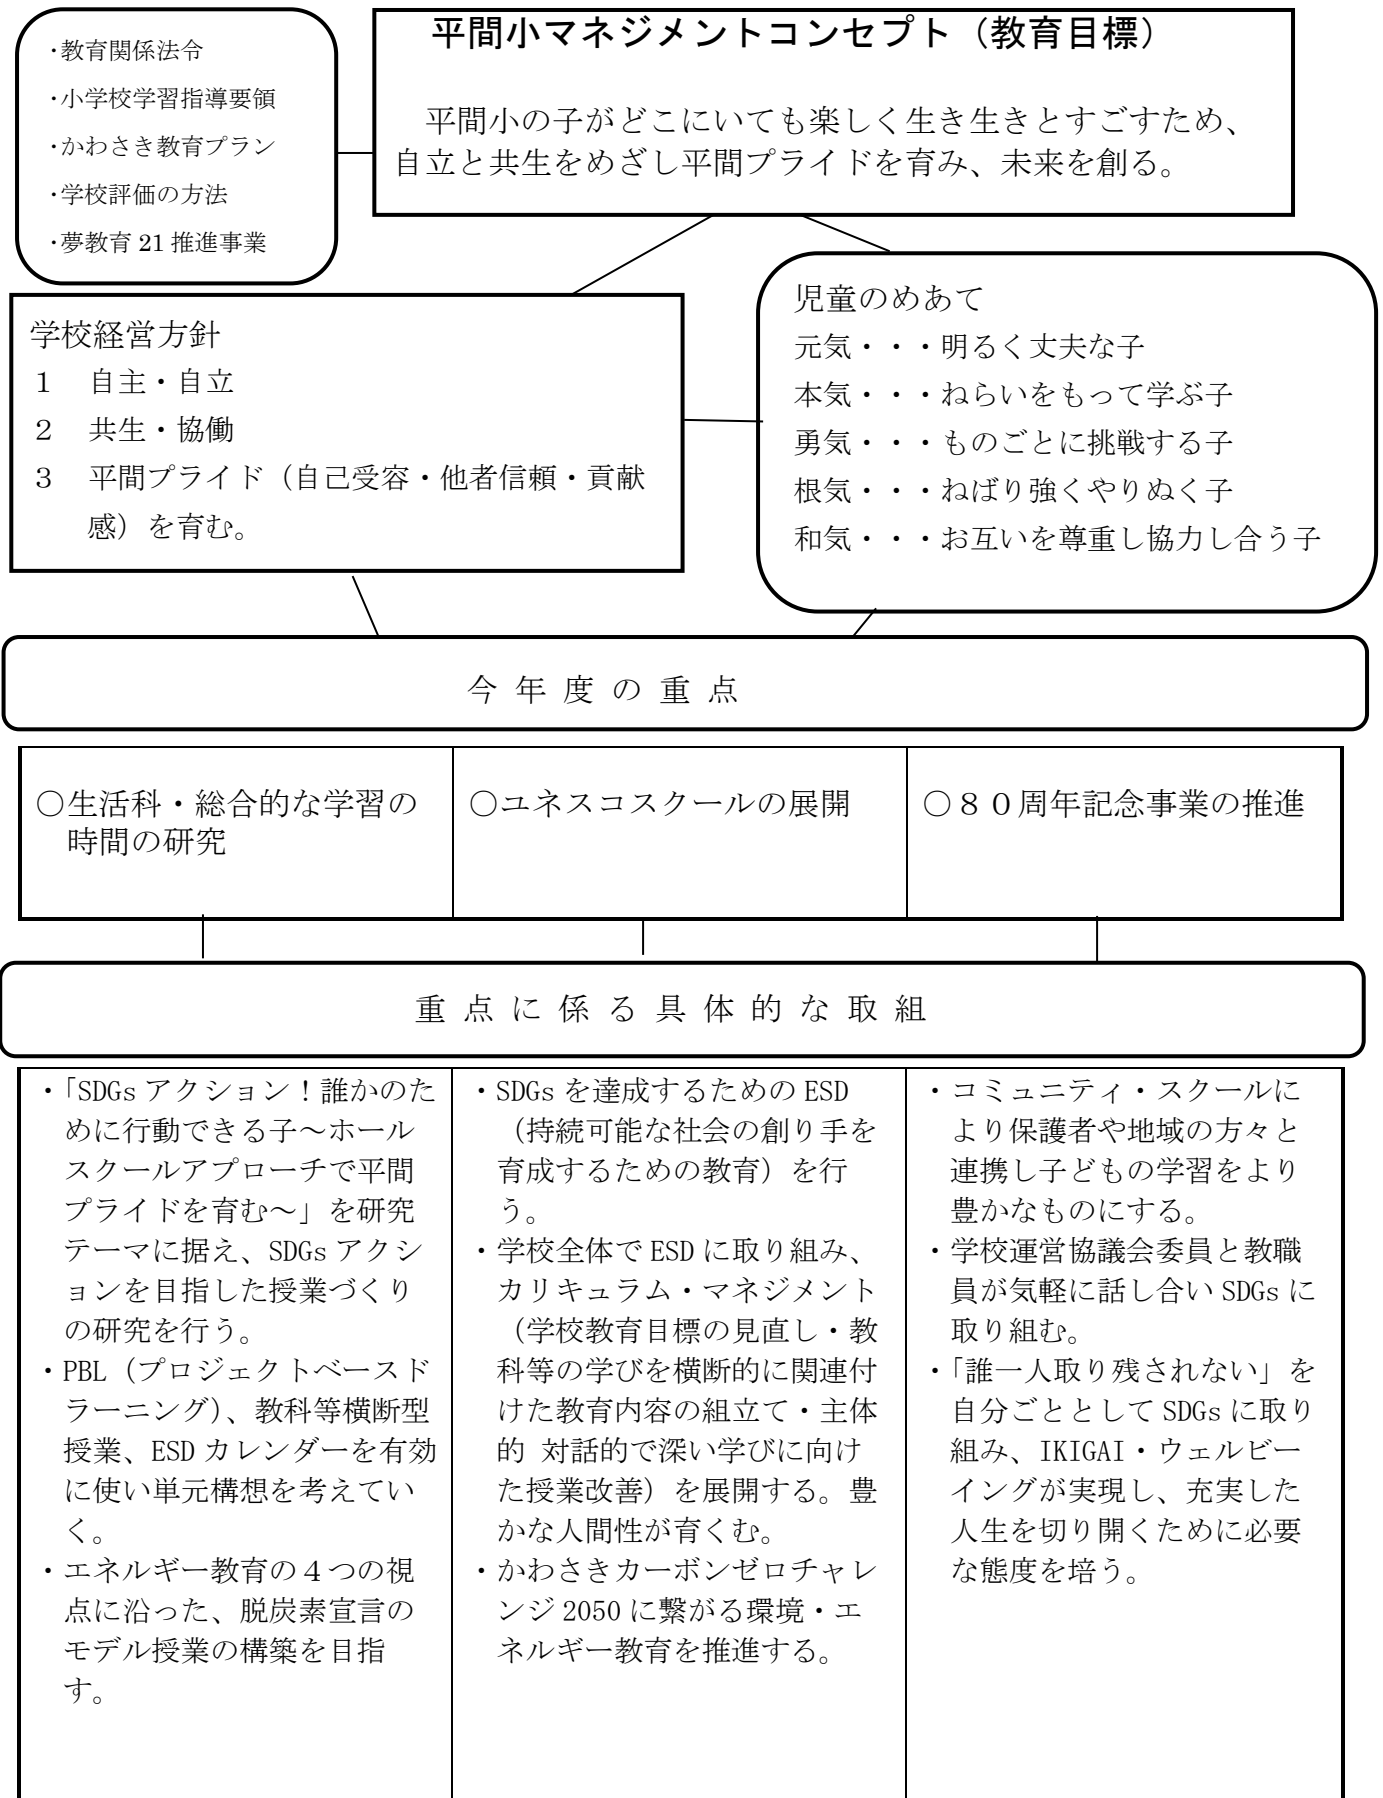 ・教育関係法令
・小学校学習指導要領
・かわさき教育プラン
・学校評価の方法
・夢教育 21 推進事業
平間小マネジメントコンセプト（教育目標）
平間小の子がどこにいても楽しく生き生きとすごすため、
自立と共生をめざし平間プライドを育み、未来を創る。
学校経営方針
１　自主・自立
２　共生・協働
３　平間プライド（自己受容・他者信頼・貢献
感）を育む。
児童のめあて
元気・・・明るく丈夫な子
本気・・・ねらいをもって学ぶ子
勇気・・・ものごとに挑戦する子
根気・・・ねばり強くやりぬく子
和気・・・お互いを尊重し協力し合う子
今 年 度 の 重 点
○生活科・総合的な学習の
時間の研究
○ユネスコスクールの展開
○８０周年記念事業の推進
重 点 に 係 る 具 体 的 な 取 組
・「SDGs アクション！誰かのた
めに行動できる子～ホール
スクールアプローチで平間
プライドを育む～」を研究
テーマに据え、SDGs アクシ
ョンを目指した授業づくり
の研究を行う。
・PBL（プロジェクトベースド
ラーニング）、教科等横断型
授業、ESD カレンダーを有効
に使い単元構想を考えてい
く。
・エネルギー教育の４つの視
点に沿った、脱炭素宣言の
モデル授業の構築を目指
す。
・SDGs を達成するための ESD
（持続可能な社会の創り手を
育成するための教育）を行
う。
・学校全体で ESD に取り組み、
カリキュラム・マネジメント
（学校教育目標の見直し・教
科等の学びを横断的に関連付
けた教育内容の組立て・主体
的 対話的で深い学びに向け
た授業改善）を展開する。豊
かな人間性が育くむ。
・かわさきカーボンゼロチャレ
ンジ 2050 に繋がる環境・エ
ネルギー教育を推進する。
・コミュニティ・スクールに
より保護者や地域の方々と
連携し子どもの学習をより
豊かなものにする。
・学校運営協議会委員と教職
員が気軽に話し合い SDGs に
取り組む。
・「誰一人取り残されない」を
自分ごととして SDGs に取り
組み、IKIGAI・ウェルビー
イングが実現し、充実した
人生を切り開くために必要
な態度を培う。